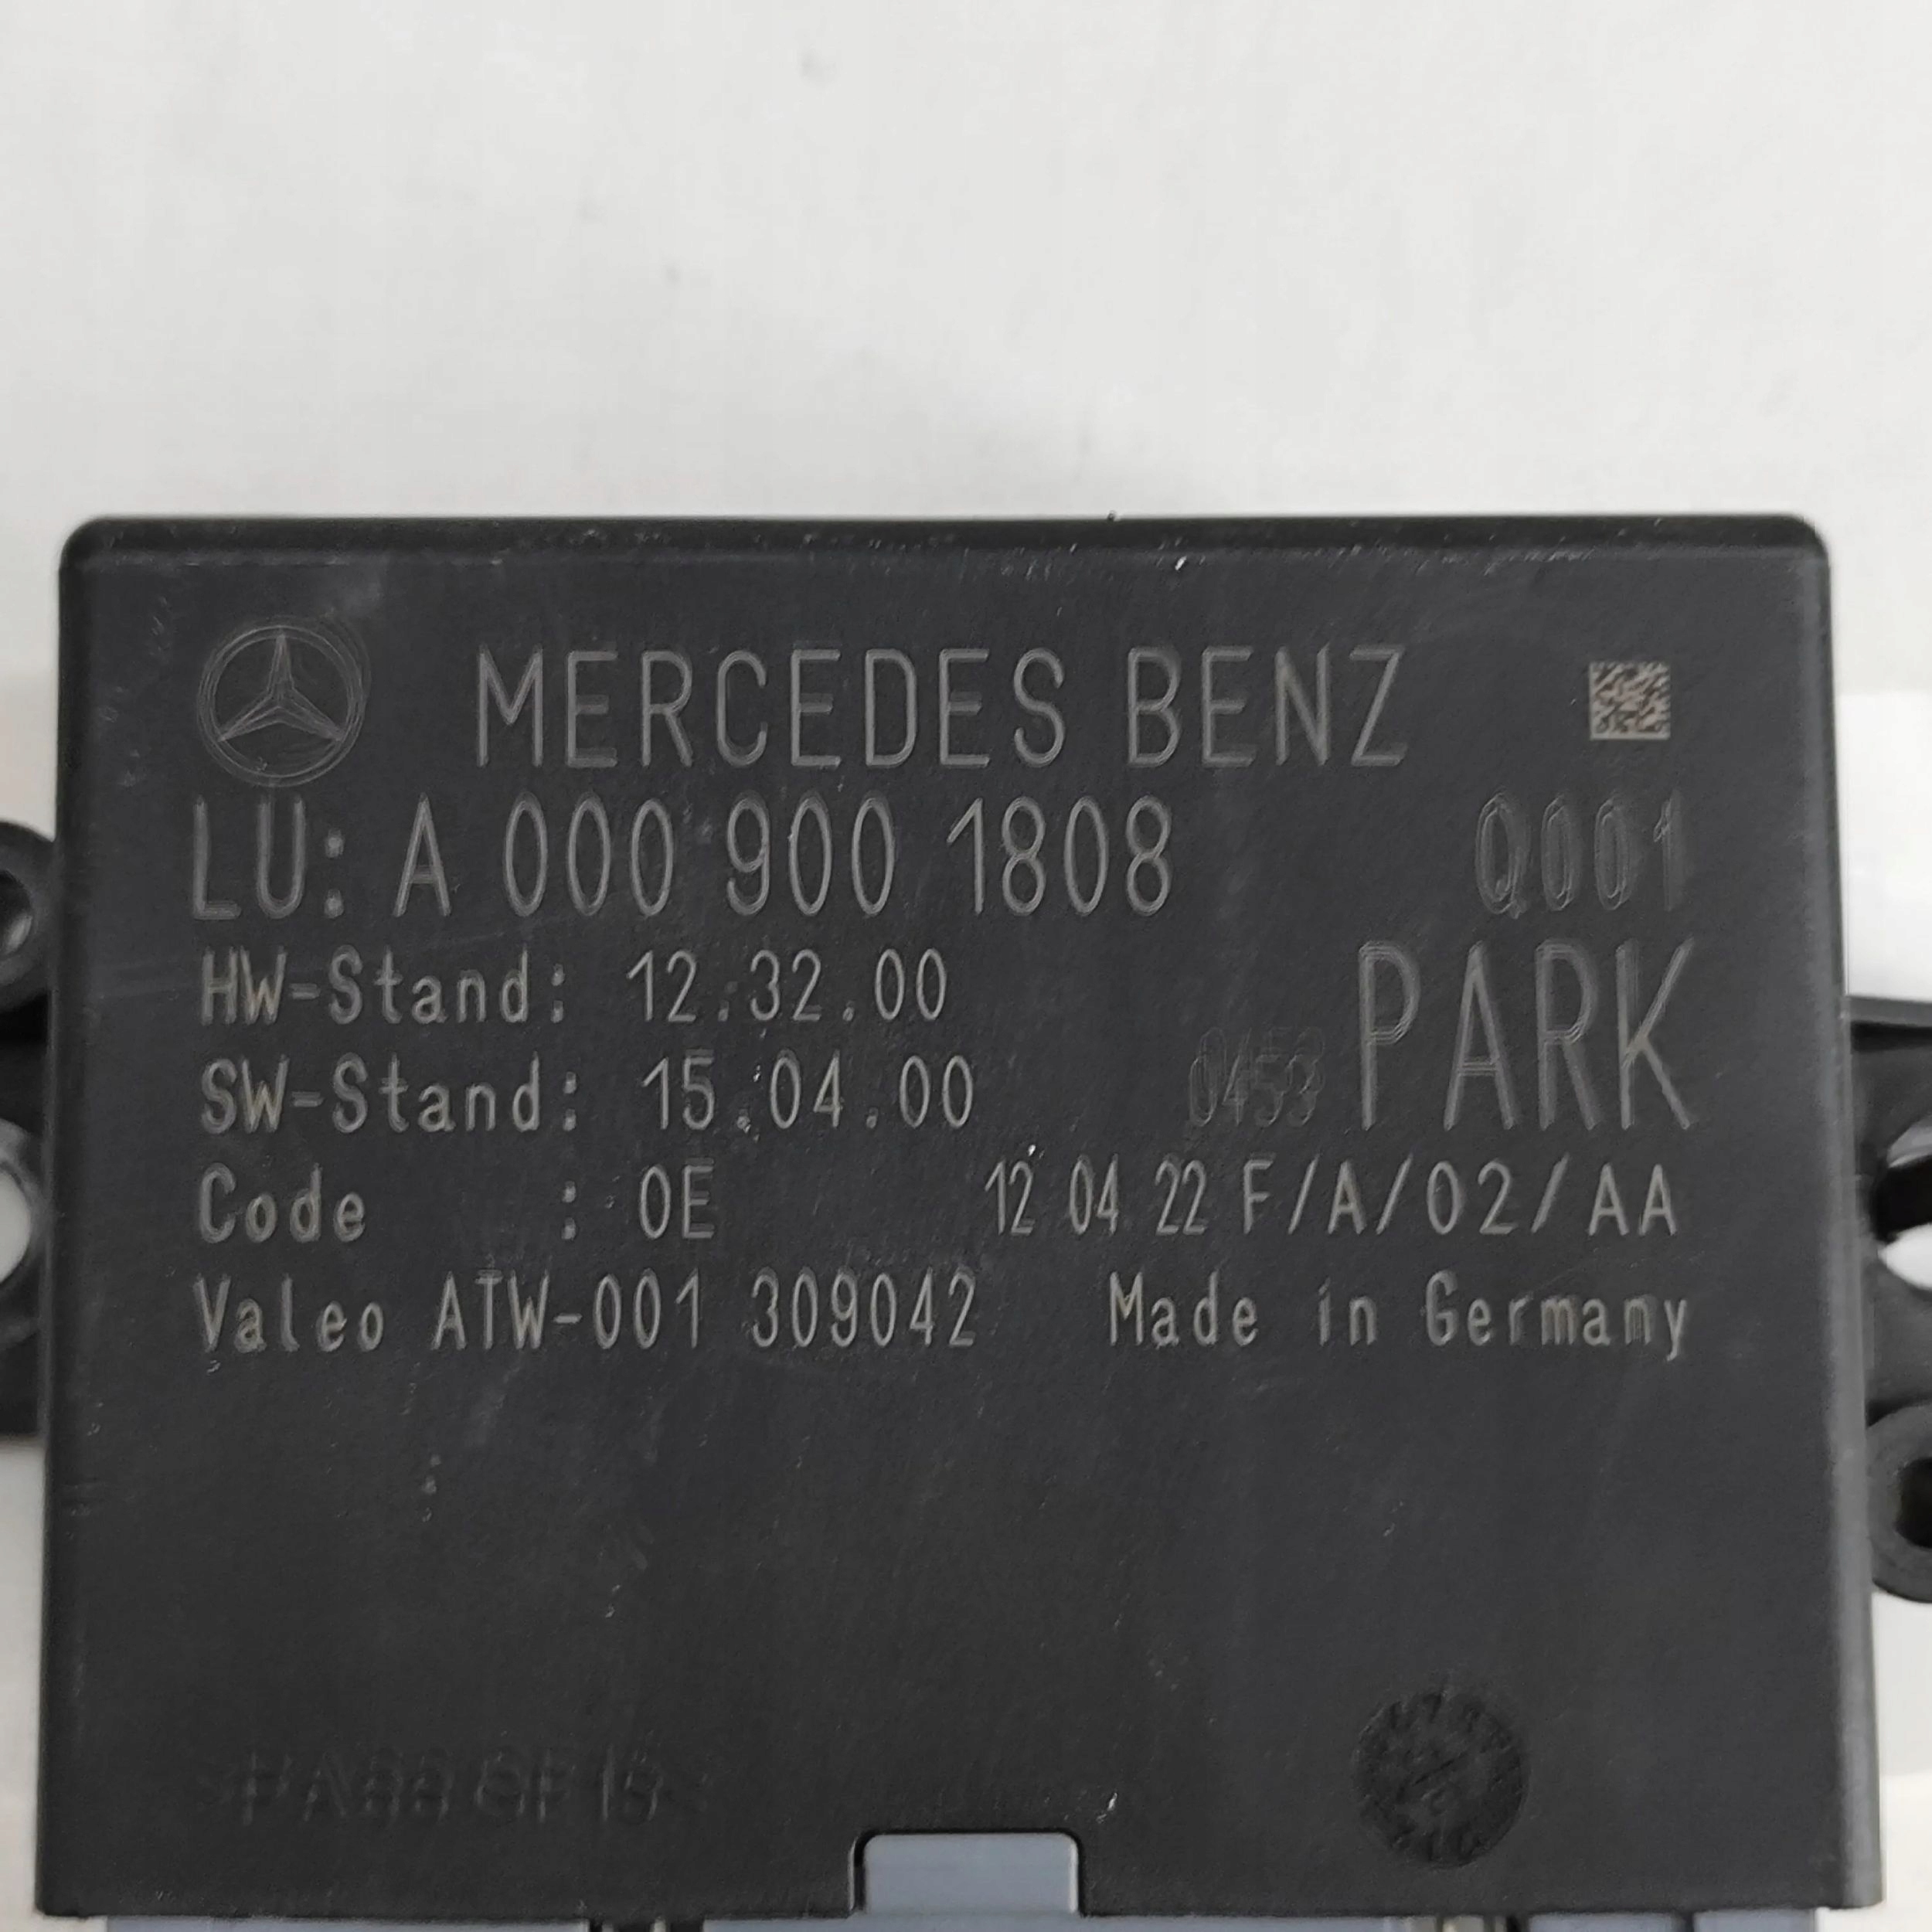 MERCEDES BENZ
LU: A 000 900 1808 Q001
HW-Stand: 12.32.00 PARK
SW-Stand: 15.04.00 0453
Code : 0E 12 04 22 F/A/02/AA
Valeo ATW-001 309042 Made in Germany